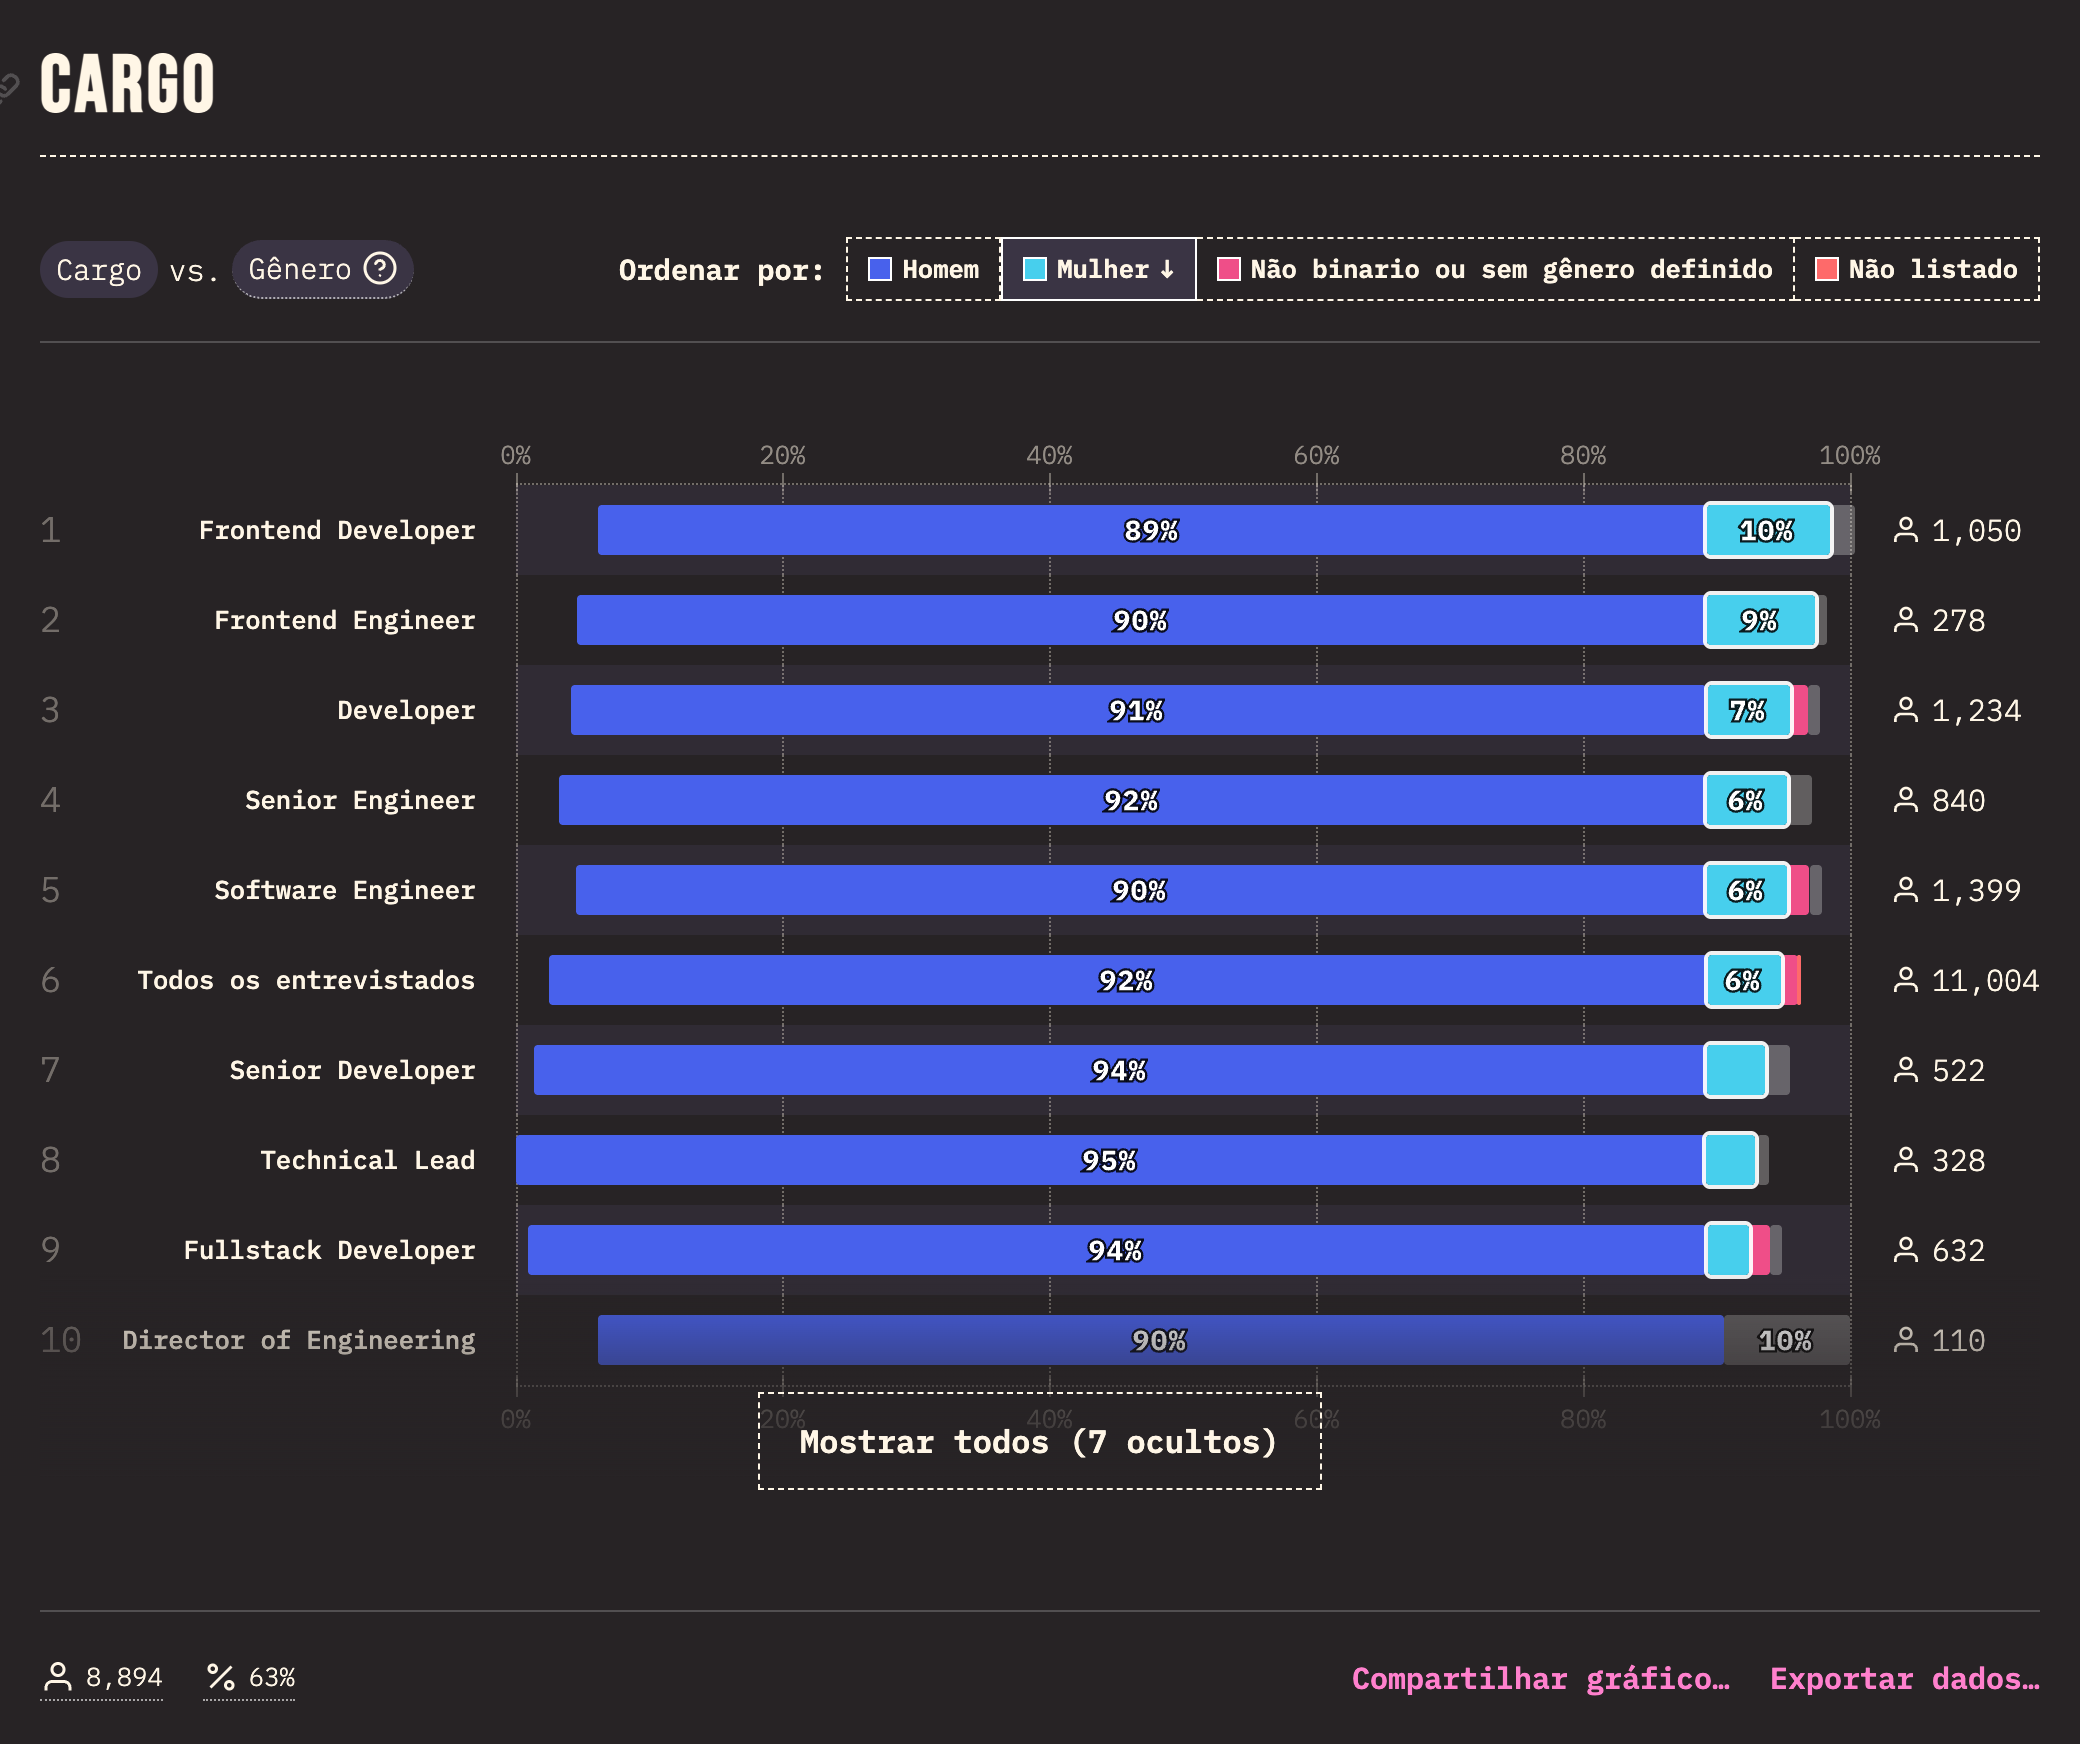 CARGO
Cargo vs. Gênero Ordenar por: Homem Mulher ↓ Não binario ou sem gênero definido Não listado
0% 20% 40% 60% 80% 100%
1 Frontend Developer 89% 10% 1,050
2 Frontend Engineer 90% 9% 278
3 Developer 91% 7% 1,234
4 Senior Engineer 92% 6% 840
5 Software Engineer 90% 6% 1,399
6 Todos os entrevistados 92% 6% 11,004
7 Senior Developer 94% 522
8 Technical Lead 95% 328
9 Fullstack Developer 94% 632
10 Director of Engineering 90% 10% 110
0% 20% 40% 60% 80% 100%
Mostrar todos (7 ocultos)
8,894 63% Compartilhar gráfico… Exportar dados…